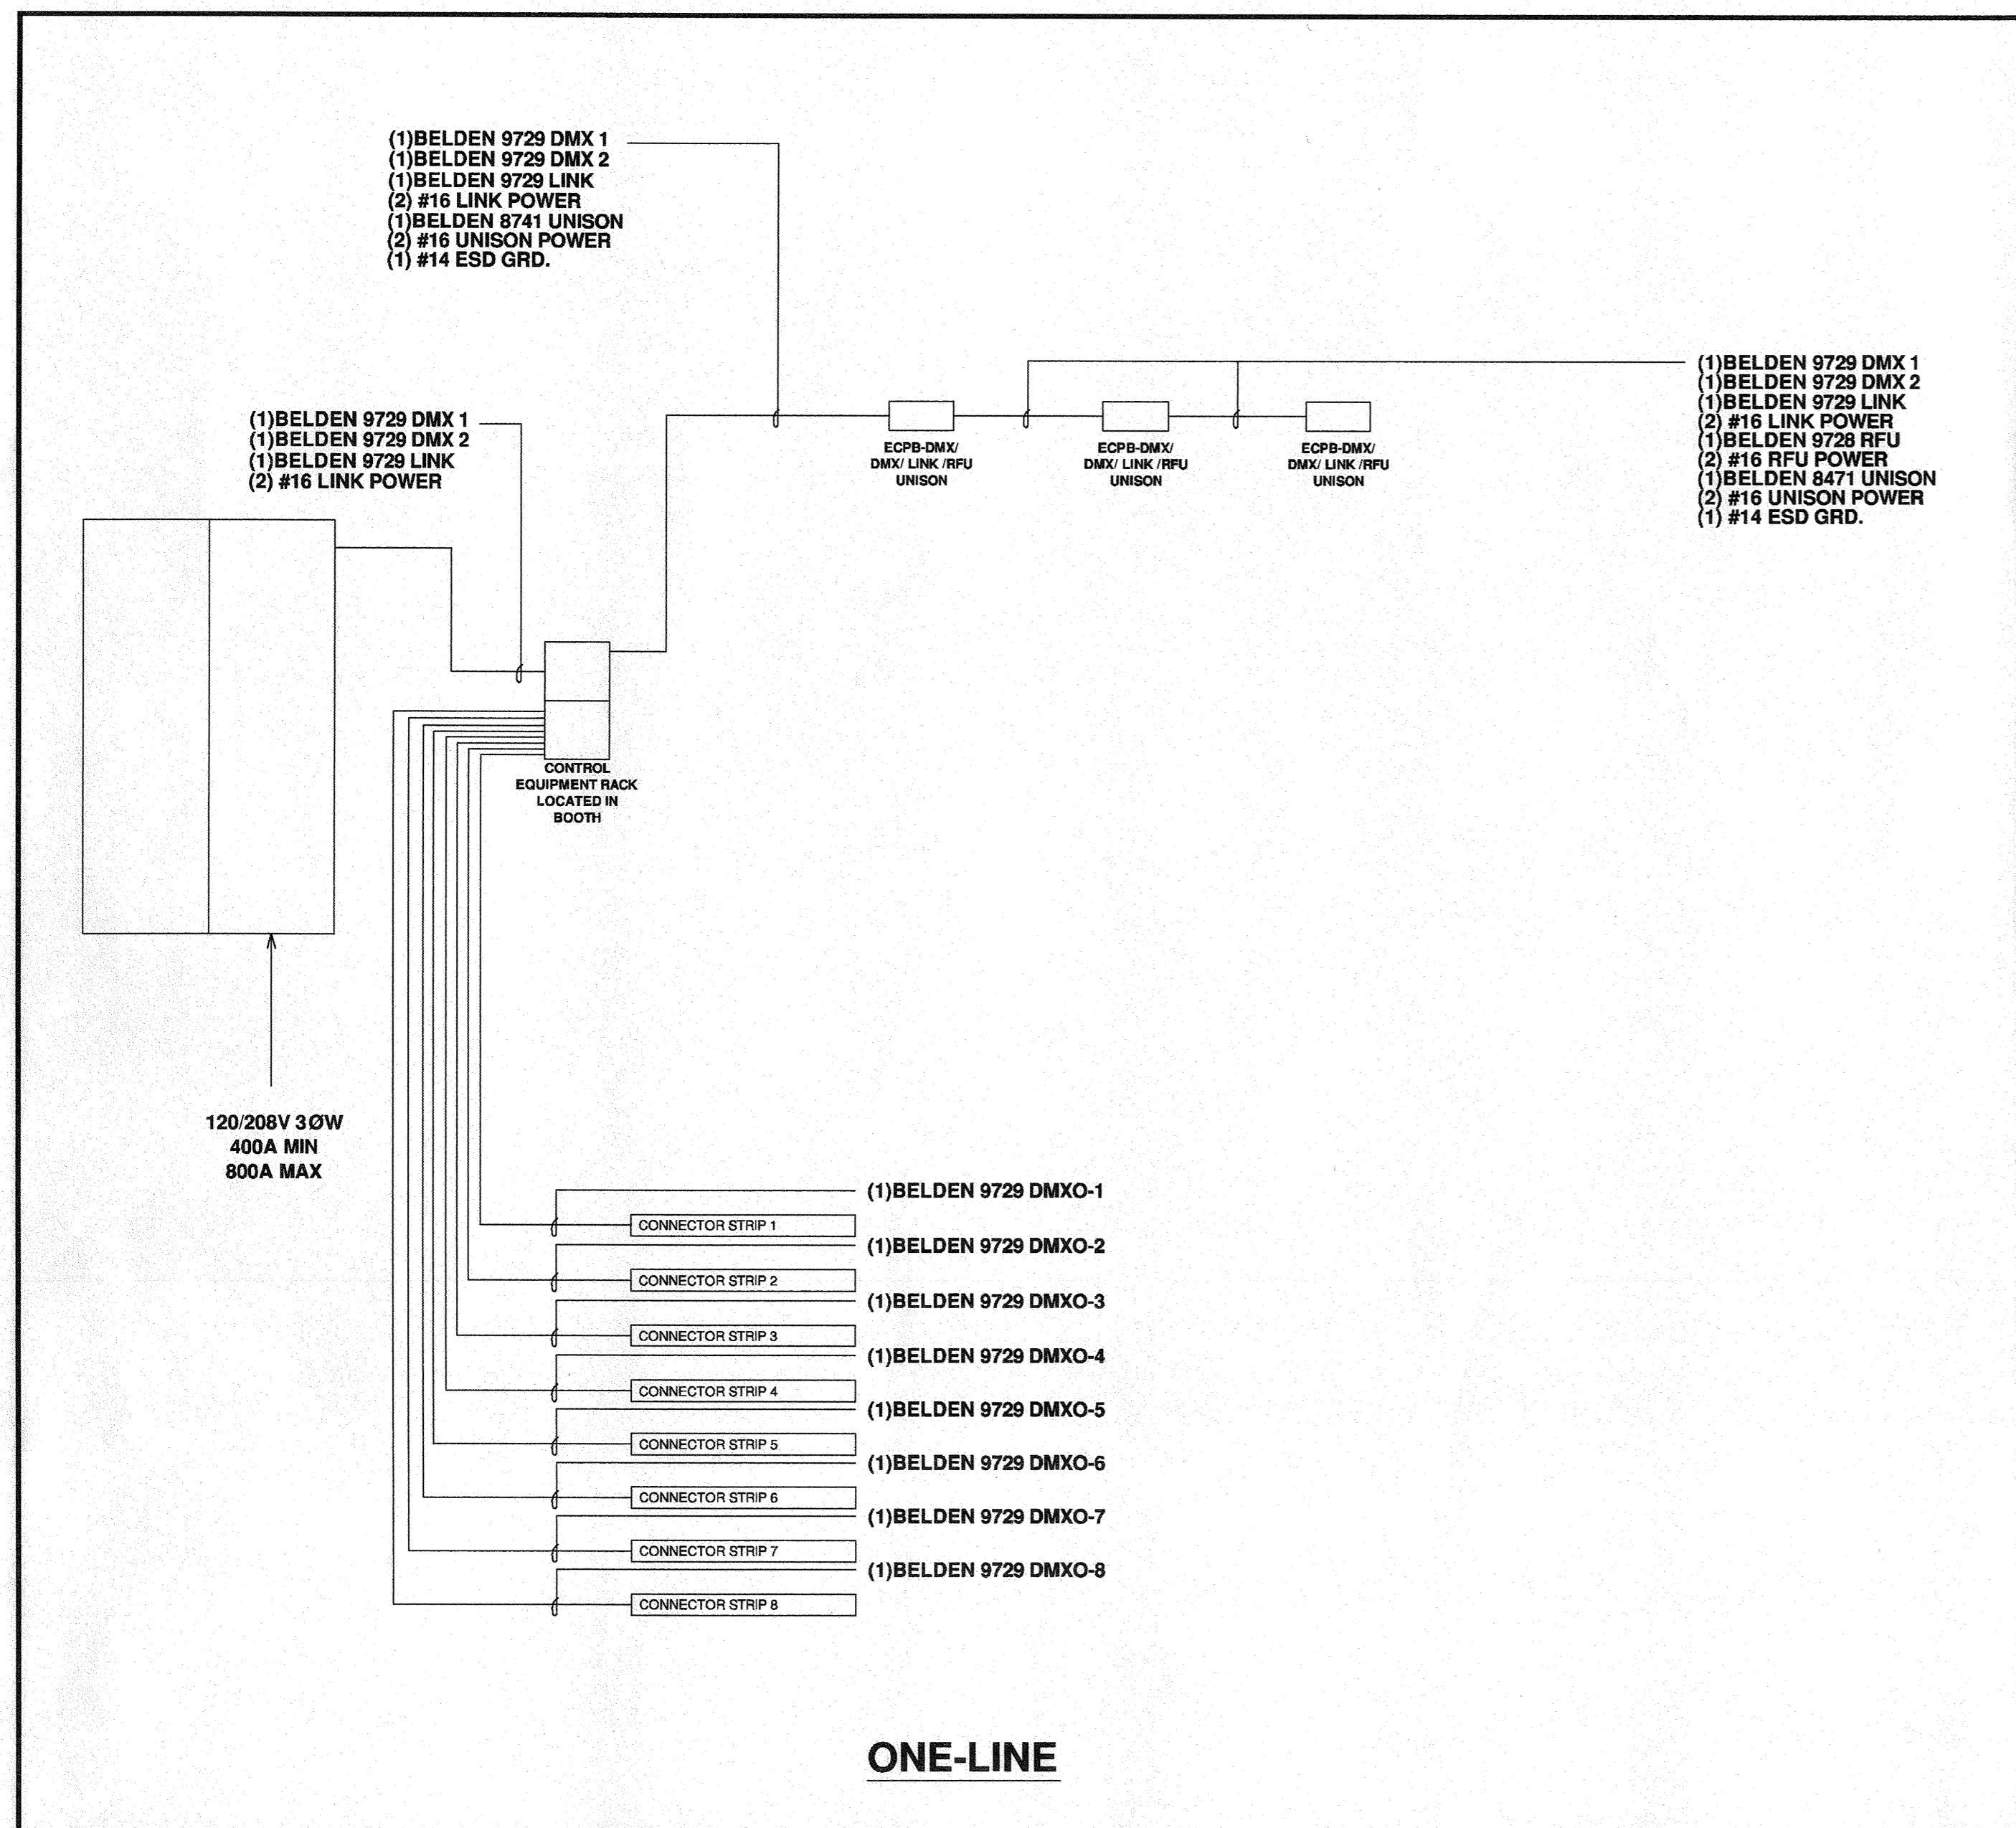 (1)BELDEN 9729 DMX 1
(1)BELDEN 9729 DMX 2
(1)BELDEN 9729 LINK
(2) #16 LINK POWER
(1)BELDEN 8741 UNISON
(2) #16 UNISON POWER
(1) #14 ESD GRD.
(1)BELDEN 9729 DMX 1
(1)BELDEN 9729 DMX 2
(1)BELDEN 9729 LINK
(2) #16 LINK POWER
(1)BELDEN 9728 RFU
(2) #16 RFU POWER
(1)BELDEN 8471 UNISON
(2) #16 UNISON POWER
(1) #14 ESD GRD.
(1)BELDEN 9729 DMX 1
(1)BELDEN 9729 DMX 2
(1)BELDEN 9729 LINK
(2) #16 LINK POWER
ECPB-DMX/
DMX/ LINK /RFU
UNISON
ECPB-DMX/
DMX/ LINK /RFU
UNISON
ECPB-DMX/
DMX/ LINK /RFU
UNISON
CONTROL
EQUIPMENT RACK
LOCATED IN
BOOTH
120/208V 3ØW
400A MIN
800A MAX
(1)BELDEN 9729 DMXO-1
CONNECTOR STRIP 1
(1)BELDEN 9729 DMXO-2
CONNECTOR STRIP 2
(1)BELDEN 9729 DMXO-3
CONNECTOR STRIP 3
(1)BELDEN 9729 DMXO-4
CONNECTOR STRIP 4
(1)BELDEN 9729 DMXO-5
CONNECTOR STRIP 5
(1)BELDEN 9729 DMXO-6
CONNECTOR STRIP 6
(1)BELDEN 9729 DMXO-7
CONNECTOR STRIP 7
(1)BELDEN 9729 DMXO-8
CONNECTOR STRIP 8
ONE-LINE